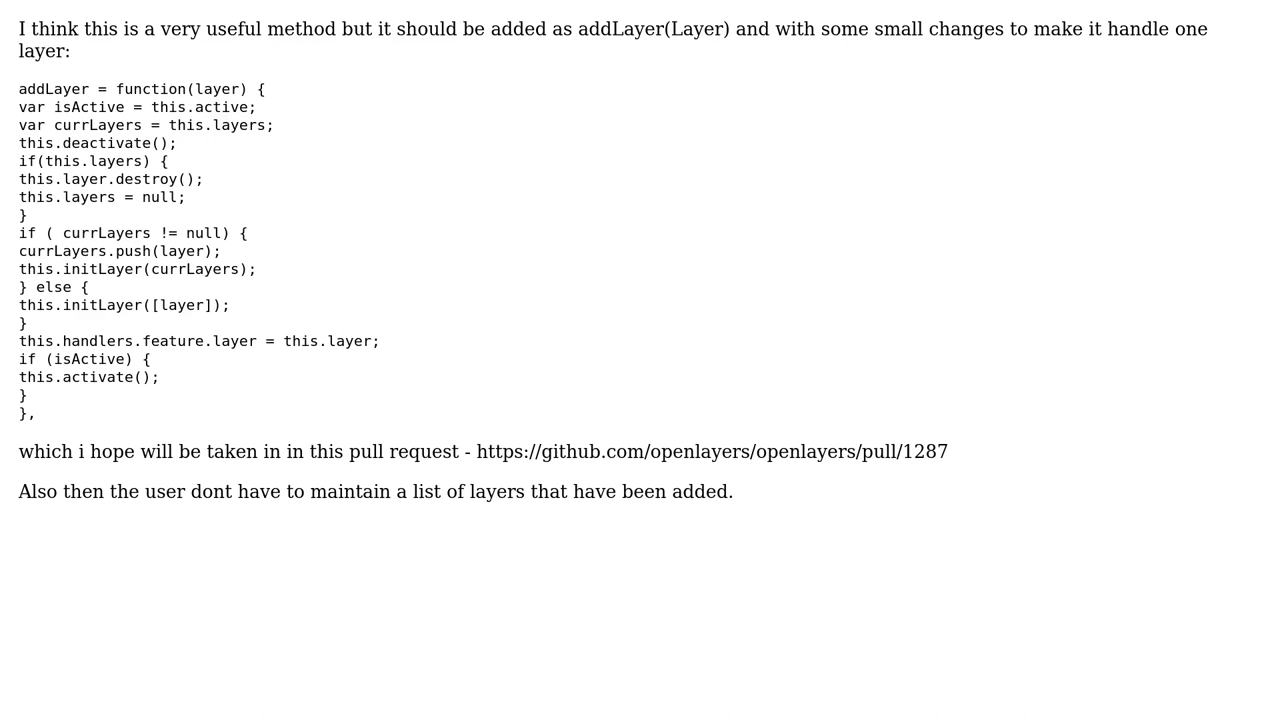 I think this is a very useful method but it should be added as addLayer(Layer) and with some small changes to make it handle one
layer:
addLayer = function(layer) {
var isActive = this.active;
var currLayers = this.layers;
this.deactivate();
if(this.layers) {
this.layer.destroy();
this.layers = null;
}
if ( currLayers != null) {
currLayers.push(layer);
this.initLayer(currLayers);
} else {
this.initLayer([layer]);
}
this.handlers.feature.layer = this.layer;
if (isActive) {
this.activate();
}
},
which i hope will be taken in in this pull request - https://github.com/openlayers/openlayers/pull/1287
Also then the user dont have to maintain a list of layers that have been added.